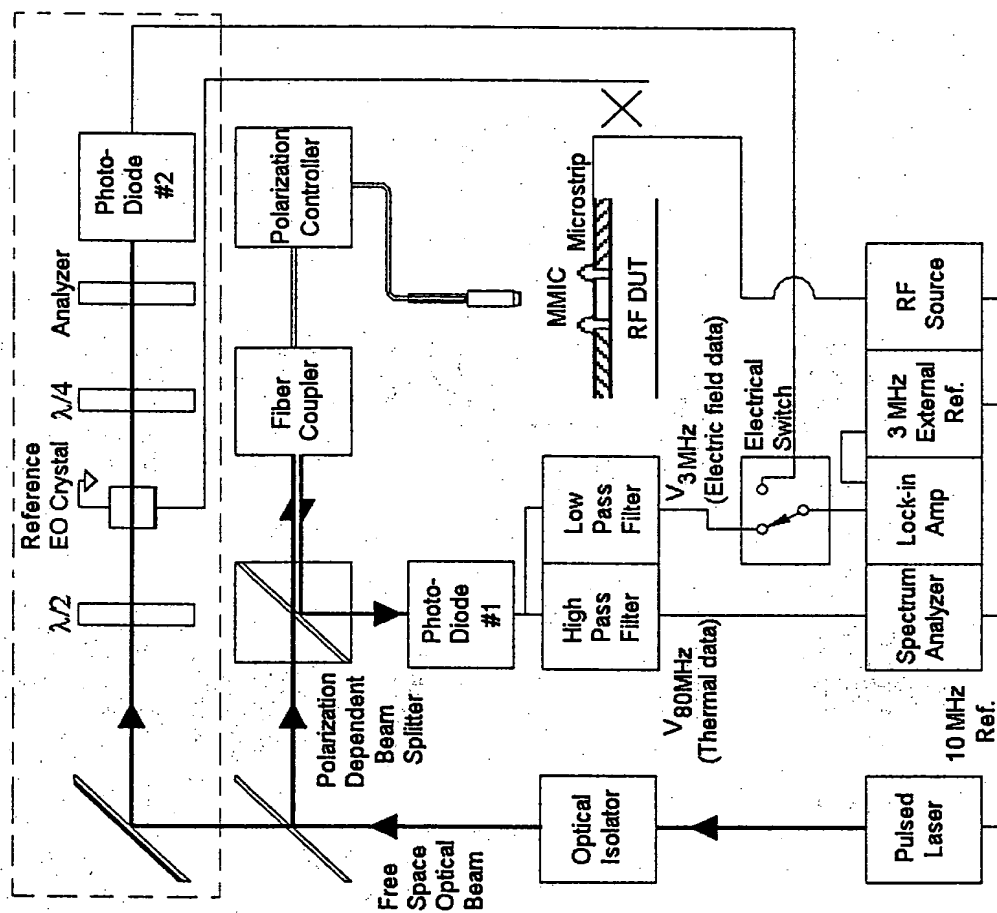 Reference
EO Crystal
λ/2
λ/4
Analyzer
Photo-
Diode
#2
Polarization
Dependent
Beam
Splitter
Fiber
Coupler
Polarization
Controller
Free
Space
Optical
Beam
Photo-
Diode
#1
High
Pass
Filter
Low
Pass
Filter
MMIC
Microstrip
RF DUT
Optical
Isolator
V80MHz
(Thermal data)
V3MHz
(Electric field data)
Electrical
Switch
Pulsed
Laser
10 MHz
Ref.
Spectrum
Analyzer
Lock-in
Amp
3 MHz
External
Ref.
RF
Source